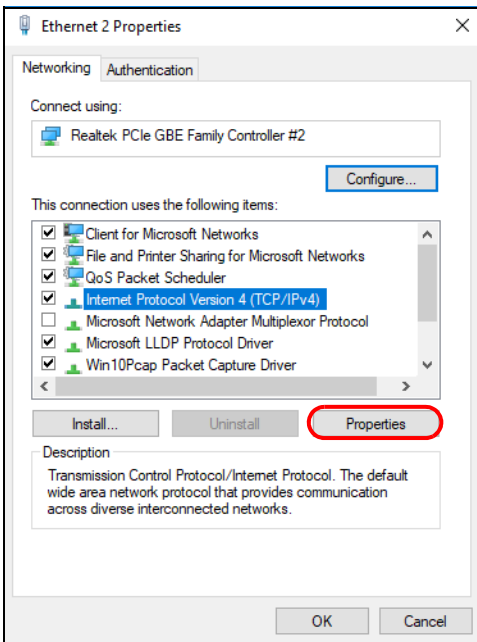 Ethernet 2 Properties
Networking
Authentication
Connect using:
Realtek PCIe GBE Family Controller #2
Configure...
This connection uses the following items:
Client for Microsoft Networks
File and Printer Sharing for Microsoft Networks
QoS Packet Scheduler
Internet Protocol Version 4 (TCP/IPv4)
Microsoft Network Adapter Multiplexor Protocol
Microsoft LLDP Protocol Driver
Win10Pcap Packet Capture Driver
Install...
Uninstall
Properties
Description
Transmission Control Protocol/Internet Protocol. The default
wide area network protocol that provides communication
across diverse interconnected networks.
OK
Cancel